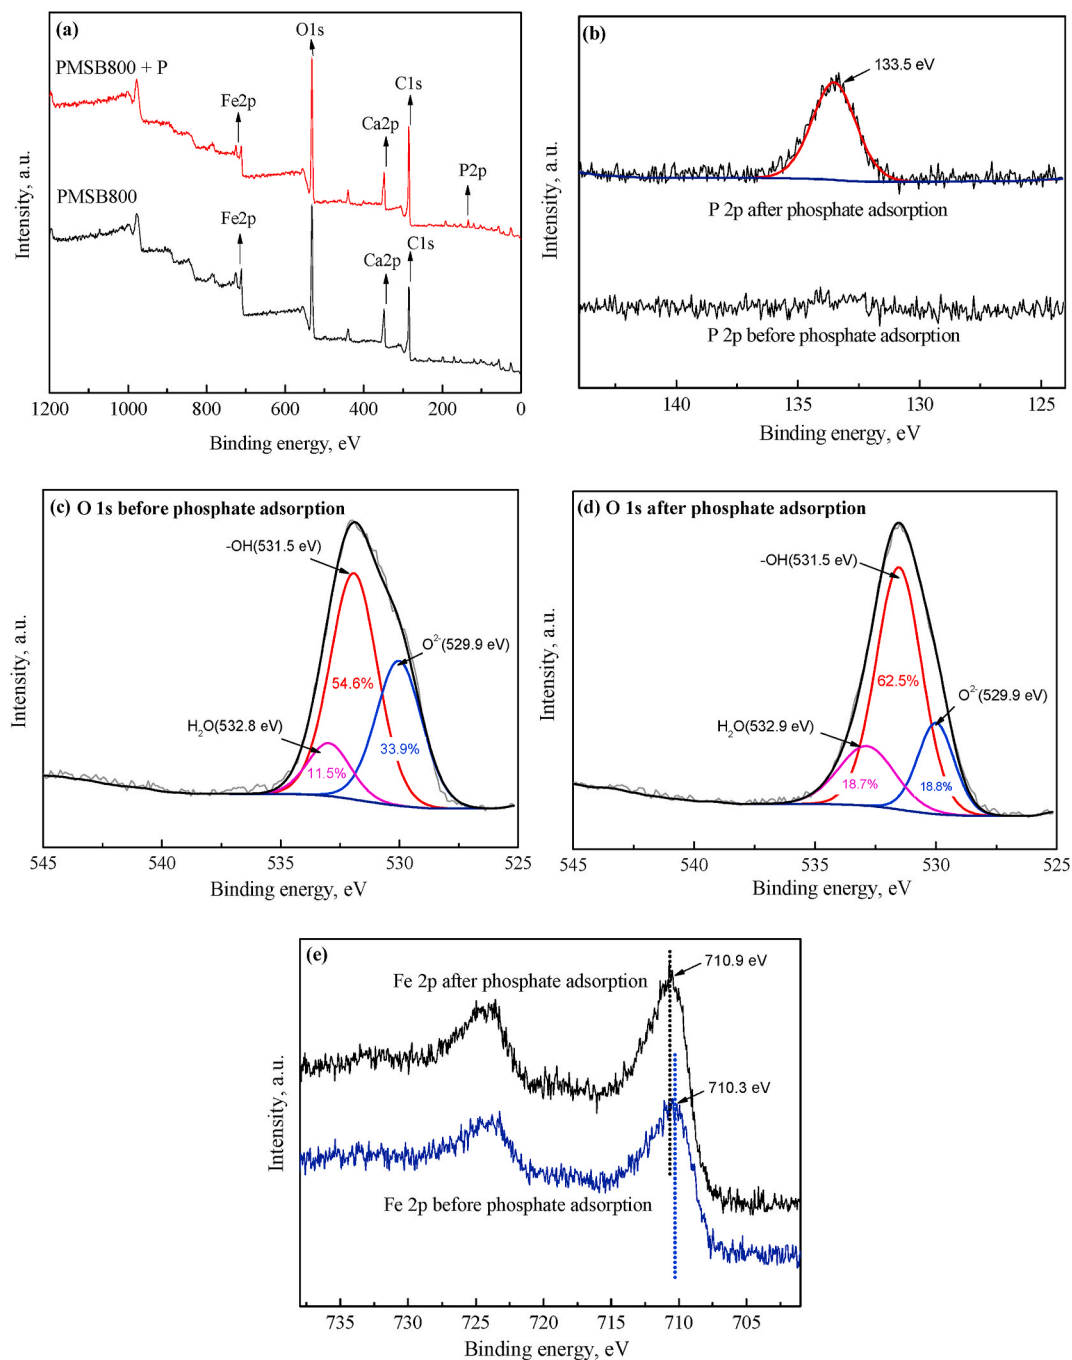 (a)
O1s
PMSB800 + P
Fe2p
C1s
Ca2p
P2p
PMSB800
Fe2p
C1s
Ca2p
Intensity, a.u.
1200 1000 800 600 400 200 0
Binding energy, eV
(b)
133.5 eV
P 2p after phosphate adsorption
P 2p before phosphate adsorption
Intensity, a.u.
140 135 130 125
Binding energy, eV
(c) O 1s before phosphate adsorption
-OH(531.5 eV)
O²⁻(529.9 eV)
54.6%
H₂O(532.8 eV)
33.9%
11.5%
Intensity, a.u.
545 540 535 530 525
Binding energy, eV
(d) O 1s after phosphate adsorption
-OH(531.5 eV)
62.5%
O²⁻(529.9 eV)
H₂O(532.9 eV)
18.7%
18.8%
Intensity, a.u.
545 540 535 530 525
Binding energy, eV
(e)
710.9 eV
Fe 2p after phosphate adsorption
710.3 eV
Fe 2p before phosphate adsorption
Intensity, a.u.
735 730 725 720 715 710 705
Binding energy, eV